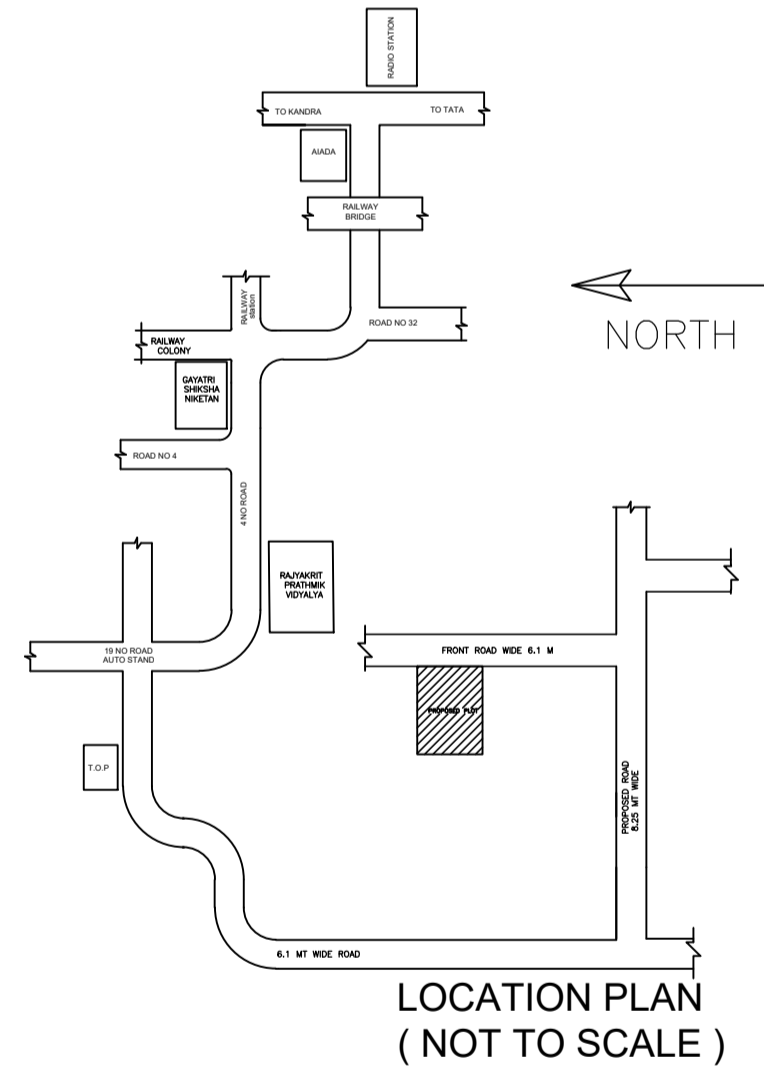 RADIO STATION
TO KANDRA
TO TATA
AIADA
RAILWAY
BRIDGE
RAILWAY
station
ROAD NO 32
NORTH
RAILWAY
COLONY
GAYATRI
SHIKSHA
NIKETAN
ROAD NO 4
4 NO ROAD
RAJYAKRIT
PRATHMIK
VIDYALYA
19 NO ROAD
AUTO STAND
FRONT ROAD WIDE 6.1 M
PROPOSED PLOT
T.O.P
PROPOSED ROAD
8.25 MT WIDE
6.1 MT WIDE ROAD
LOCATION PLAN
( NOT TO SCALE )